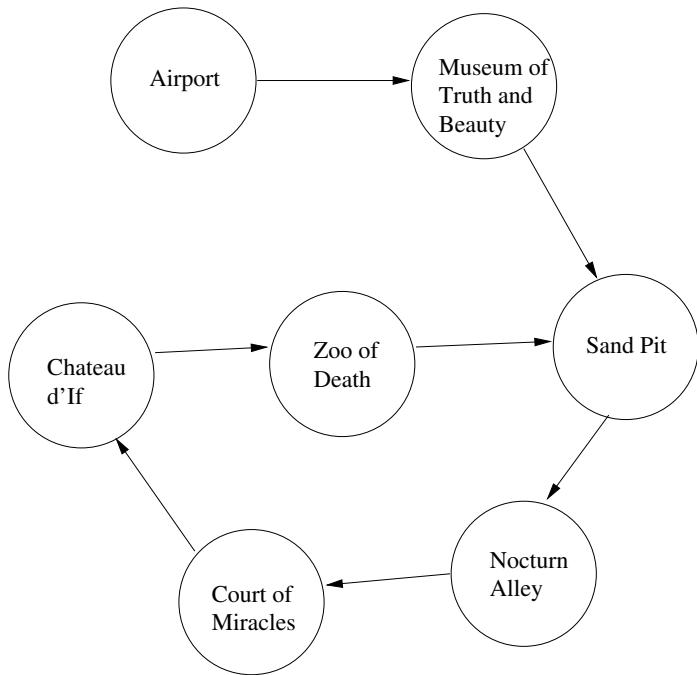 Airport
Museum of
Truth and
Beauty
Sand Pit
Zoo of
Death
Chateau
d'If
Nocturn
Alley
Court of
Miracles